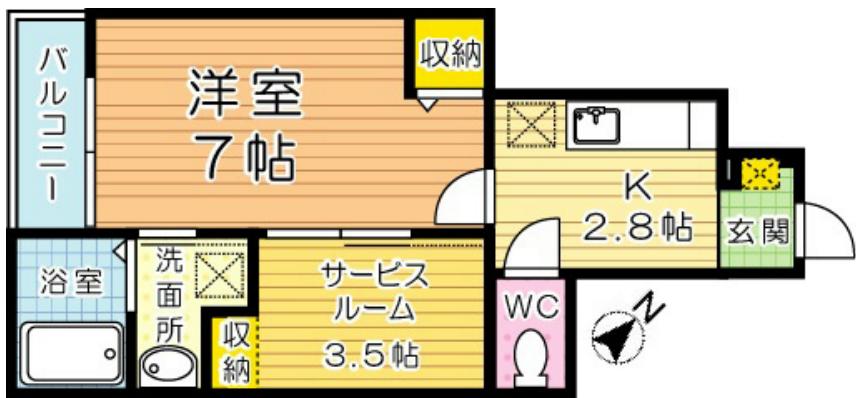 バルコニー
洋室
7帖
収納
K
2.8帖
玄関
浴室
洗面所
収納
サービス
ルーム
3.5帖
WC
N